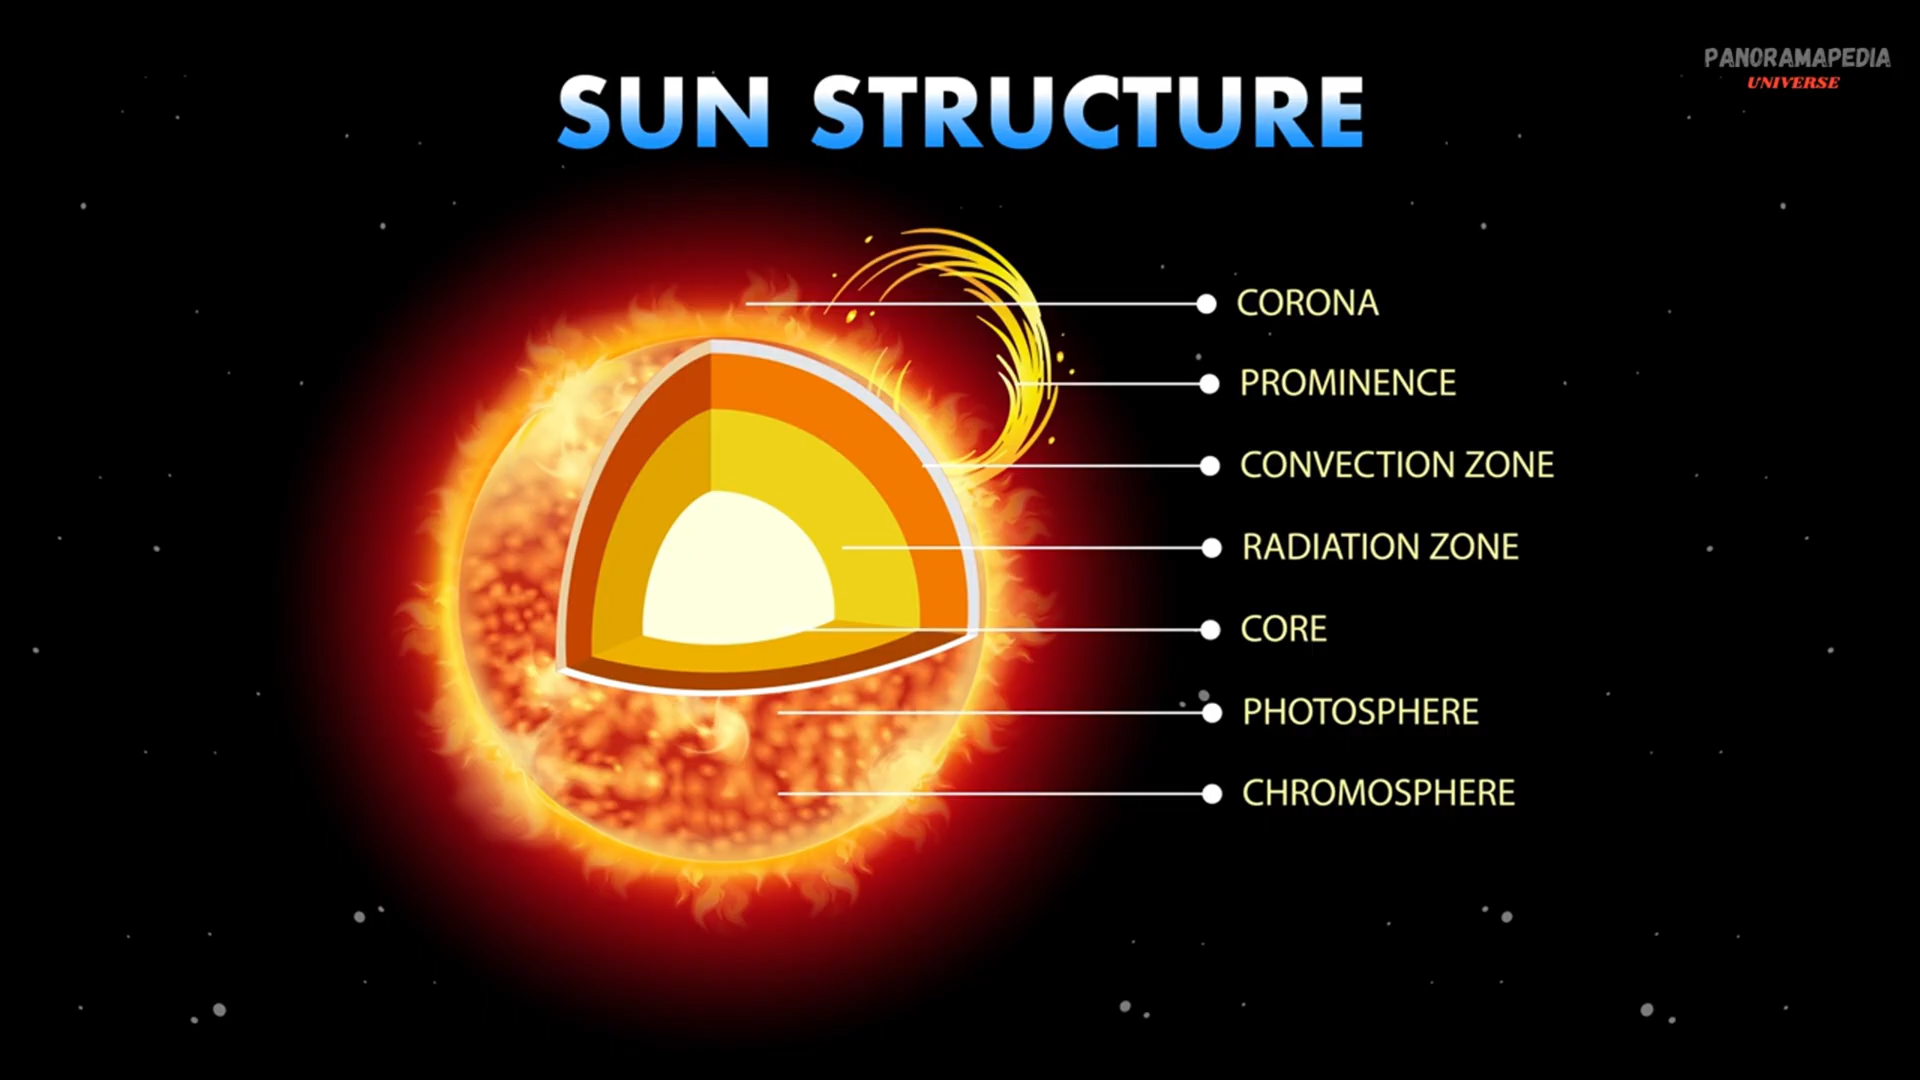 PANORAMAPEDIA
UNIVERSE
SUN STRUCTURE
CORONA
PROMINENCE
CONVECTION ZONE
RADIATION ZONE
CORE
PHOTOSPHERE
CHROMOSPHERE